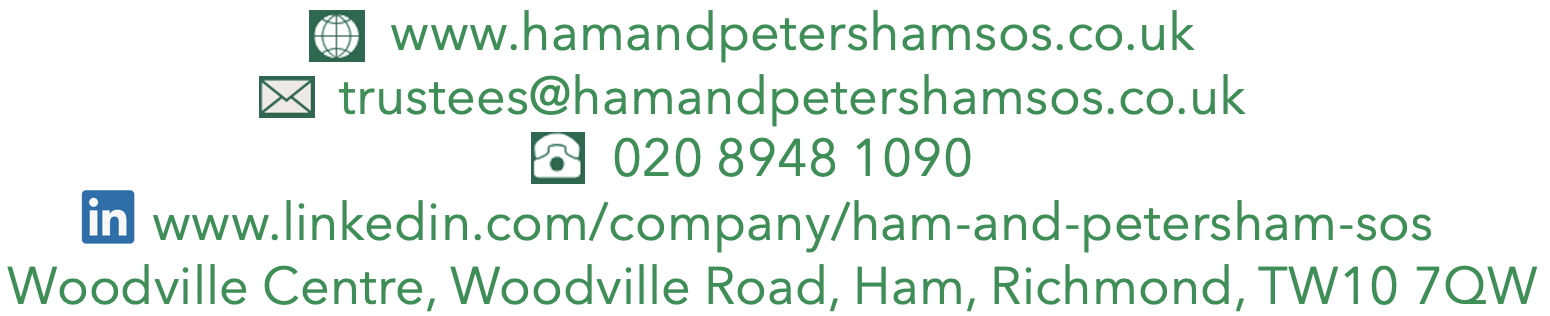 www.hamandpetershamsos.co.uk
trustees@hamandpetershamsos.co.uk
020 8948 1090
in www.linkedin.com/company/ham-and-petersham-sos
Woodville Centre, Woodville Road, Ham, Richmond, TW10 7QW